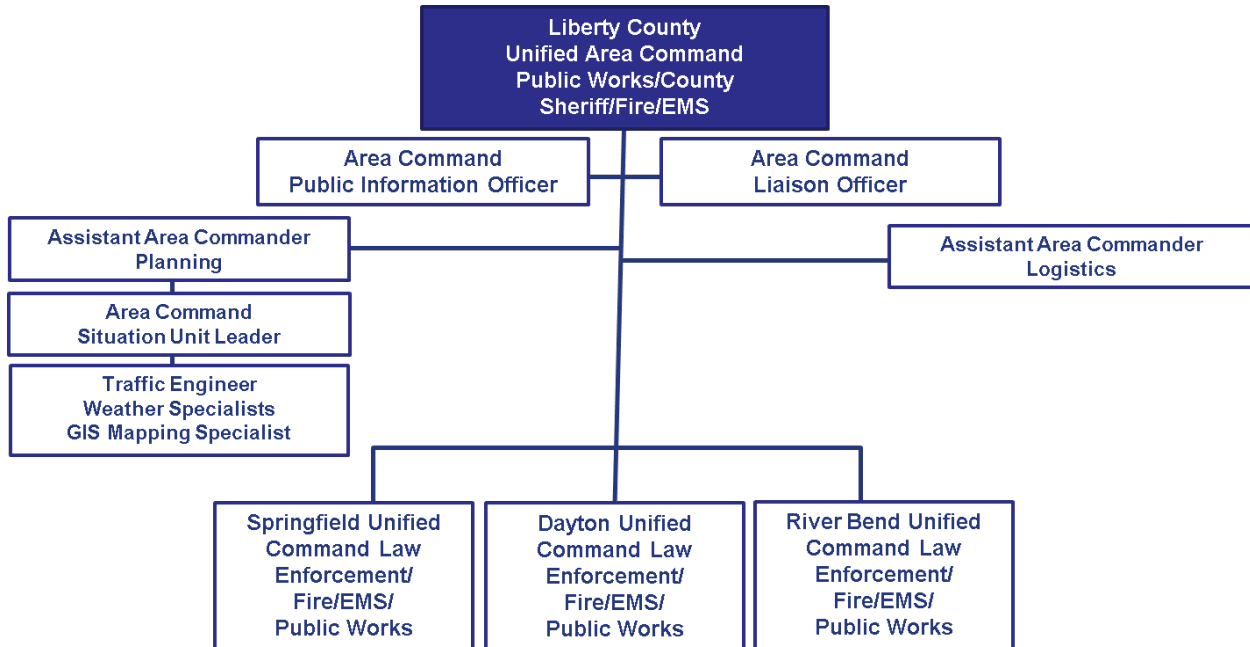 Liberty County
Unified Area Command
Public Works/County
Sheriff/Fire/EMS
Area Command
Public Information Officer
Area Command
Liaison Officer
Assistant Area Commander
Planning
Assistant Area Commander
Logistics
Area Command
Situation Unit Leader
Traffic Engineer
Weather Specialists
GIS Mapping Specialist
Springfield Unified
Command Law
Enforcement/
Fire/EMS/
Public Works
Dayton Unified
Command Law
Enforcement/
Fire/EMS/
Public Works
River Bend Unified
Command Law
Enforcement/
Fire/EMS/
Public Works